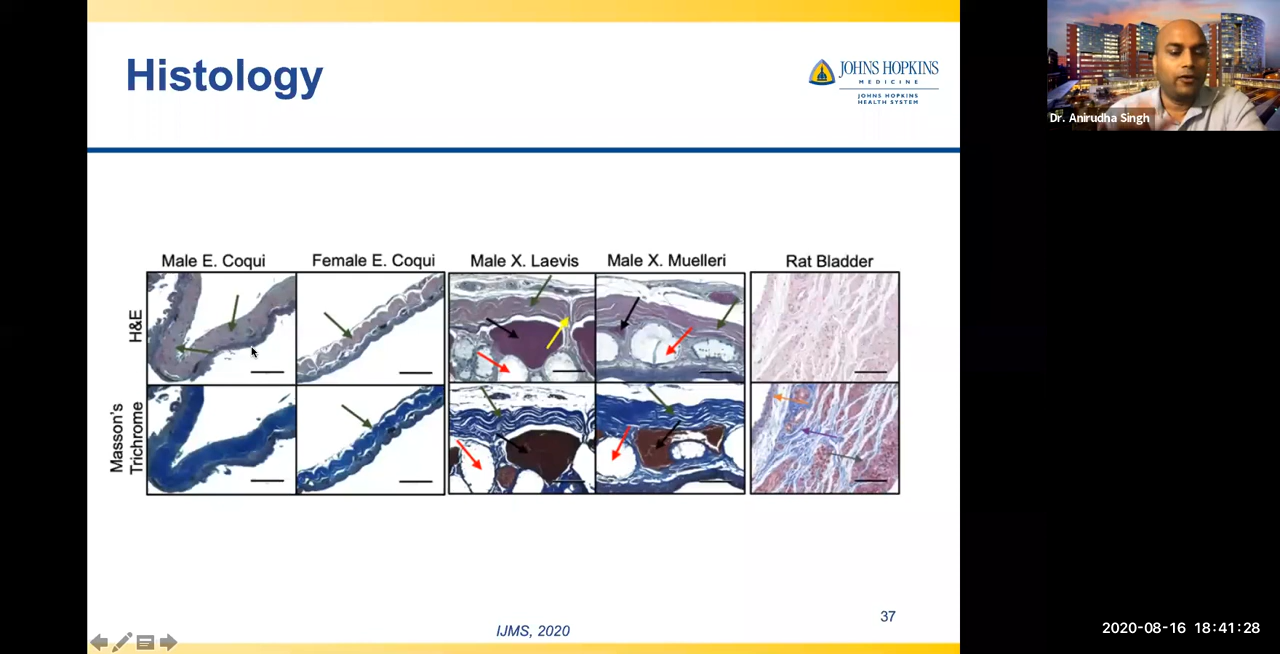 Histology
JOHNS HOPKINS
MEDICINE
JOHNS HOPKINS
HEALTH SYSTEM
Dr. Anirudha Singh
Male E. Coqui
Female E. Coqui
Male X. Laevis
Male X. Muelleri
Rat Bladder
H&E
Masson's
Trichrome
IJMS, 2020
37
2020-08-16 18:41:28